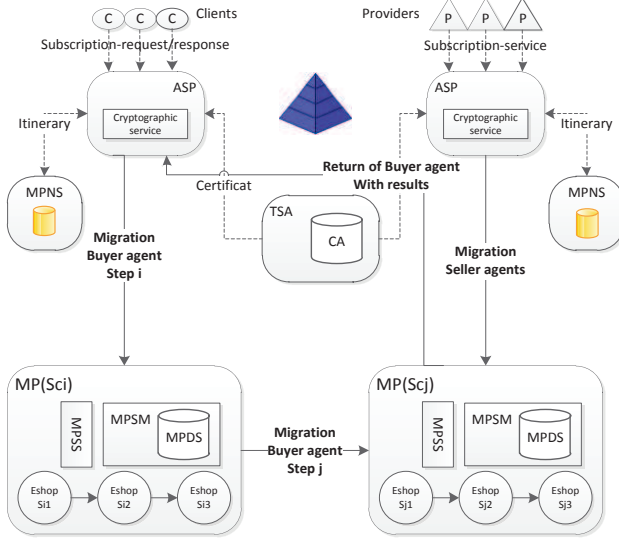 C C C Clients
Subscription-request/response
Providers P P P
Subscription-service
ASP
Cryptographic
service
ASP
Cryptographic
service
Itinerary
Itinerary
MPNS
MPNS
Certificat
Return of Buyer agent
With results
TSA
CA
Migration
Buyer agent
Step i
Migration
Seller agents
MP(Sci)
MPSS
MPSM
MPDS
Eshop
Si1
Eshop
Si2
Eshop
Si3
Migration
Buyer agent
Step j
MP(Scj)
MPSS
MPSM
MPDS
Eshop
Sj1
Eshop
Sj2
Eshop
Sj3